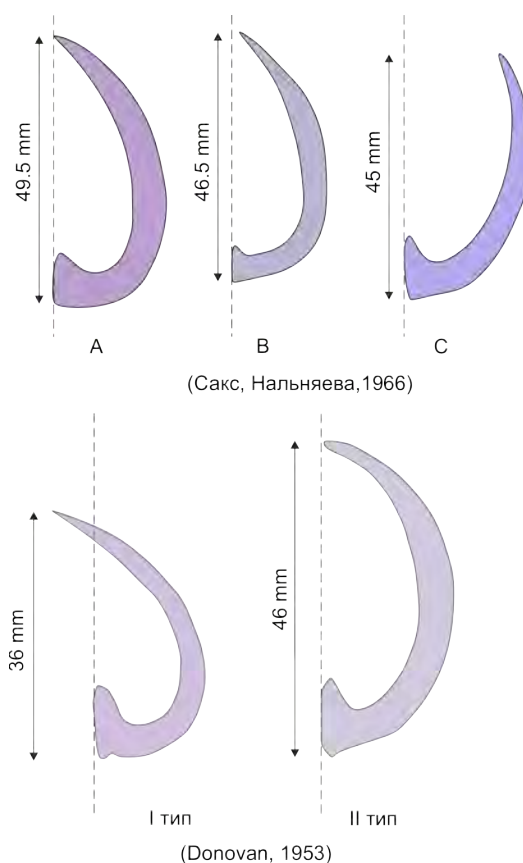 49.5 mm
46.5 mm
45 mm
A B C
(Сакс, Нальняева,1966)
36 mm
46 mm
I тип II тип
(Donovan, 1953)